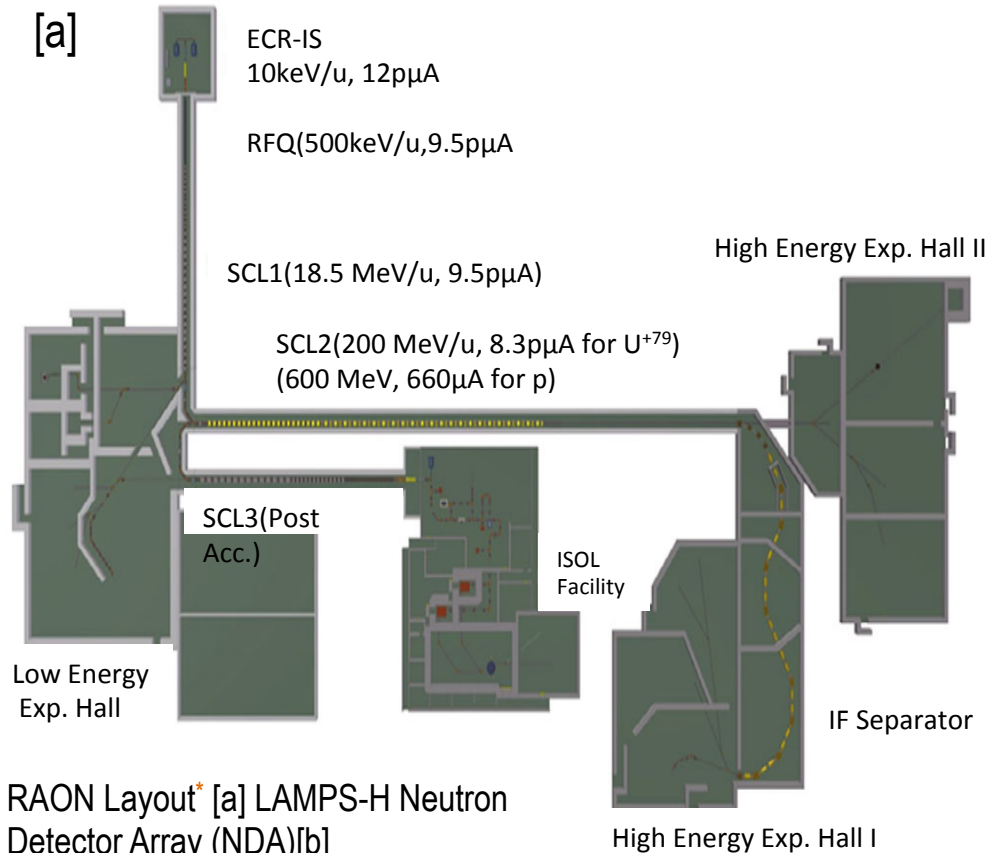 [a]
ECR-IS
10keV/u, 12pµA
RFQ(500keV/u,9.5pµA
SCL1(18.5 MeV/u, 9.5pµA)
High Energy Exp. Hall II
SCL2(200 MeV/u, 8.3pµA for U⁺⁷⁹)
(600 MeV, 660µA for p)
SCL3(Post
Acc.)
ISOL
Facility
Low Energy
Exp. Hall
IF Separator
RAON Layout* [a] LAMPS-H Neutron
Detector Array (NDA)[b]
High Energy Exp. Hall I